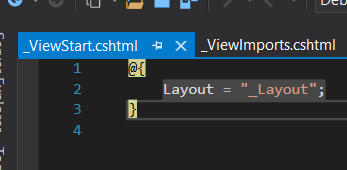 _ViewStart.cshtml
_ViewImports.cshtml
1 @{
2 Layout = "_Layout";
3 }
4